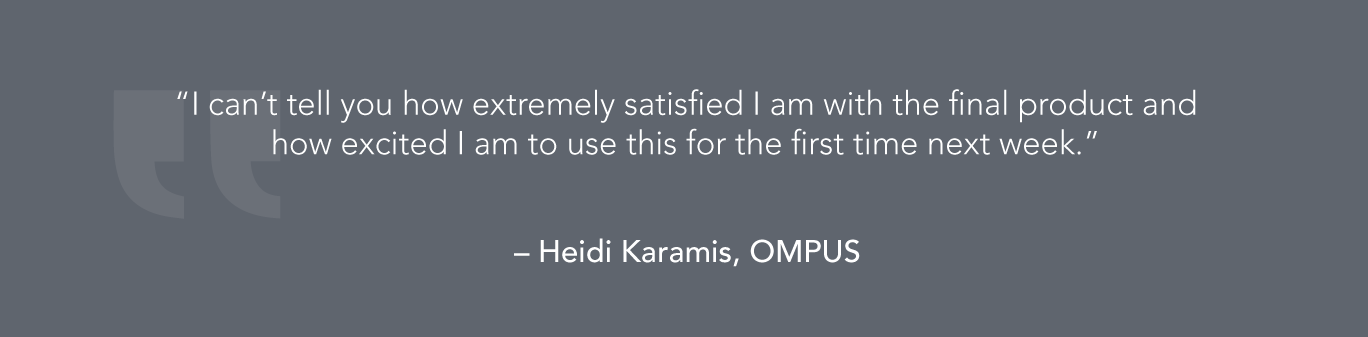 “I can’t tell you how extremely satisfied I am with the final product and
how excited I am to use this for the first time next week.”
– Heidi Karamis, OMPUS